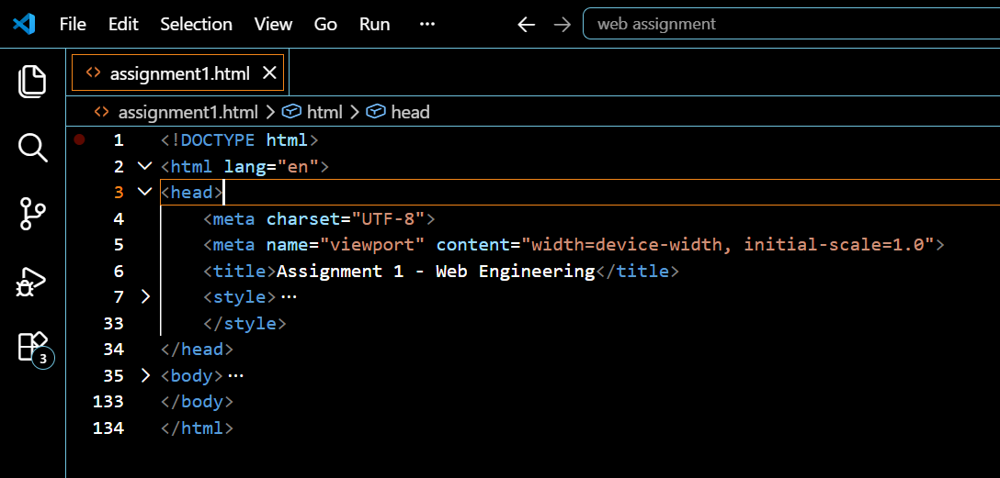 File Edit Selection View Go Run ··· web assignment
assignment1.html
assignment1.html > html > head
1 <!DOCTYPE html>
2 <html lang="en">
3 <head>
4 <meta charset="UTF-8">
5 <meta name="viewport" content="width=device-width, initial-scale=1.0">
6 <title>Assignment 1 - Web Engineering</title>
7 <style>···
33 </style>
34 </head>
35 <body>···
133 </body>
134 </html>
3